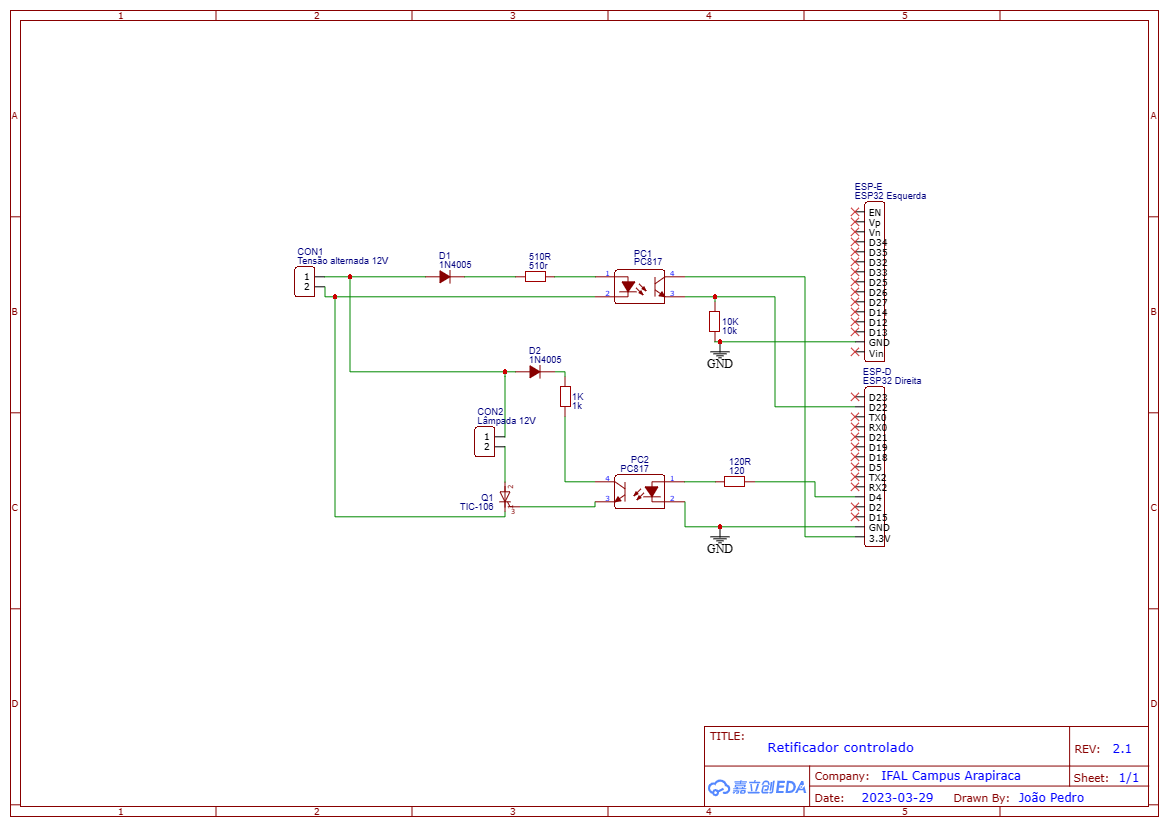 1 2 3 4 5
A A
ESP-E
ESP32 Esquerda
EN
Vp
Vn
D34
D35
D32
D33
D25
D26
D27
D14
D12
D13
GND
Vin
CON1
Tensão alternada 12V
1
2
D1
1N4005
510R
510r
PC1
PC817
1
2
4
3
10K
10k
GND
B B
D2
1N4005
1K
1k
CON2
Lâmpada 12V
1
2
Q1
TIC-106
2
1
3
PC2
PC817
4
3
1
2
120R
120
GND
ESP-D
ESP32 Direita
D23
D22
TX0
RX0
D21
D19
D18
D5
TX2
RX2
D4
D2
D15
GND
3.3V
C C
D D
TITLE:
Retificador controlado
REV: 2.1
嘉立创EDA
Company: IFAL Campus Arapiraca
Sheet: 1/1
Date: 2023-03-29 Drawn By: João Pedro
1 2 3 4 5